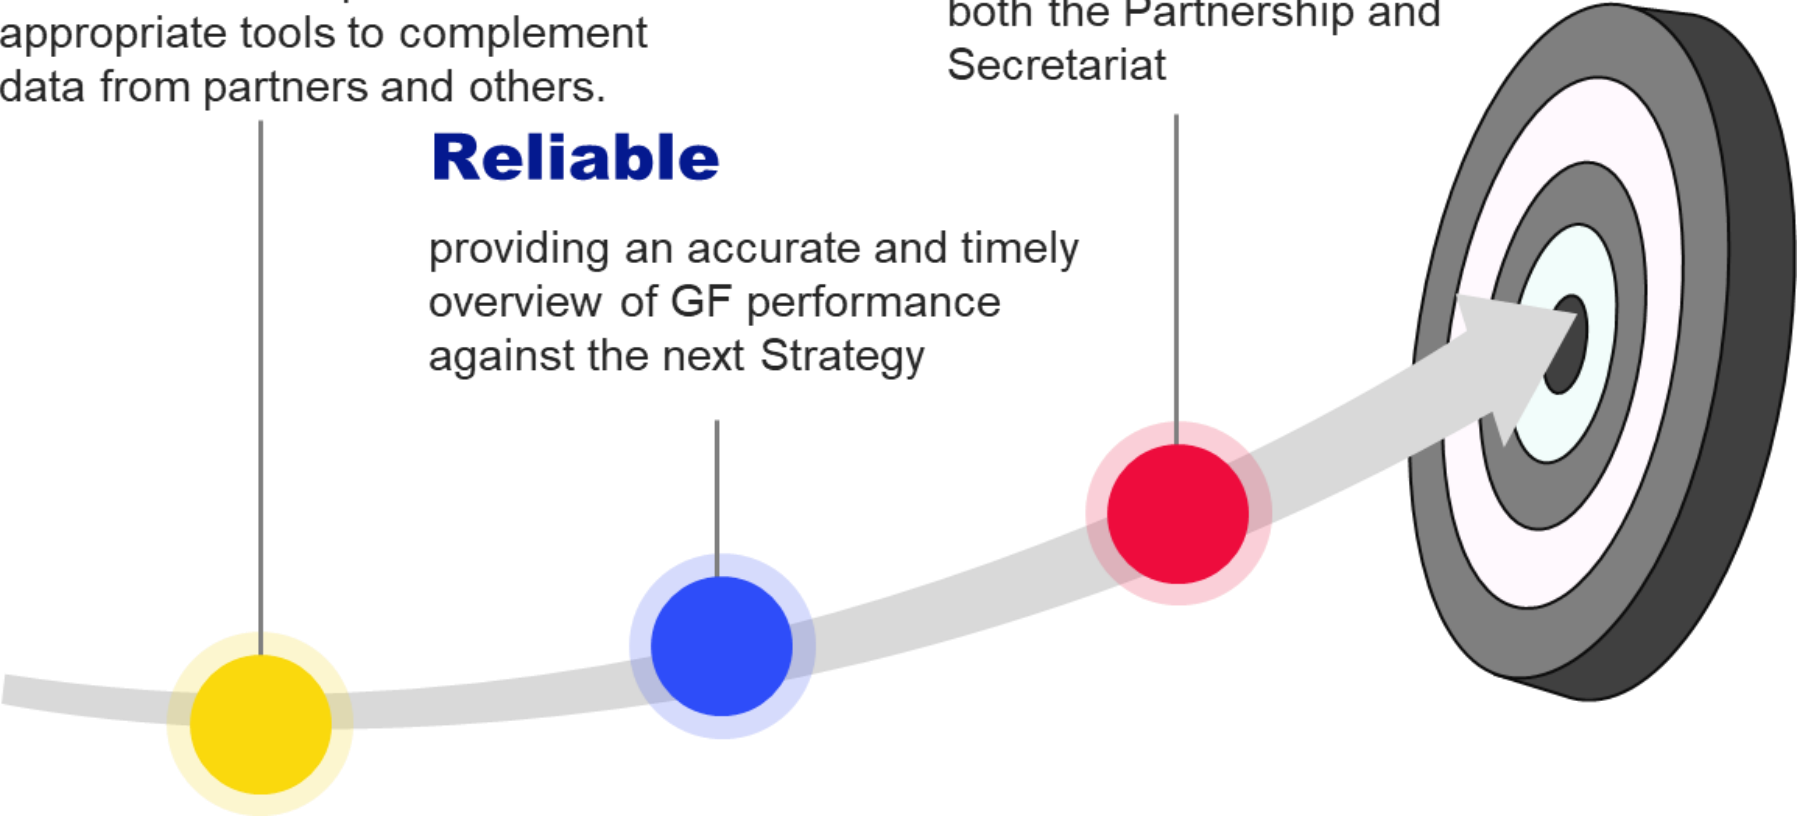 appropriate tools to complement
data from partners and others.
both the Partnership and
Secretariat
Reliable
providing an accurate and timely
overview of GF performance
against the next Strategy